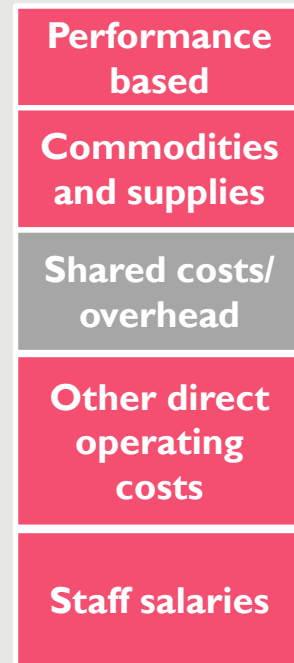 Performance
based
Commodities
and supplies
Shared costs/
overhead
Other direct
operating
costs
Staff salaries